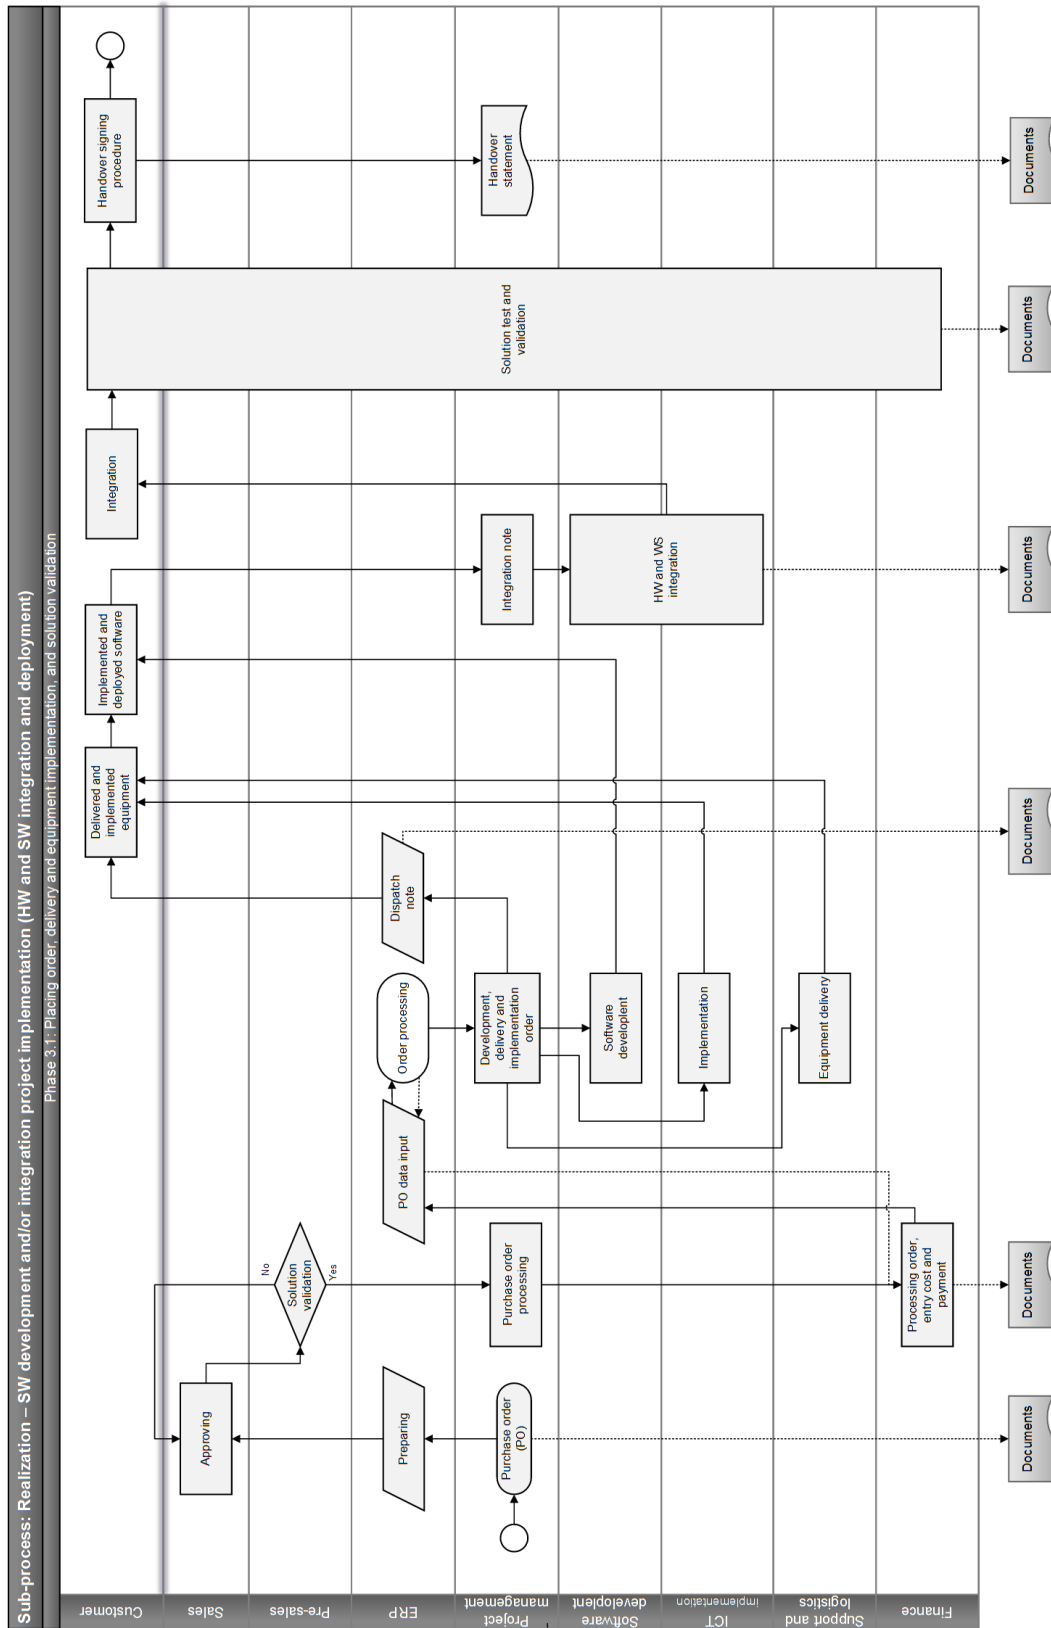 Sub-process: Realization – SW development and/or integration project implementation (HW and SW integration and deployment)
Phase 3.1: Placing order, delivery and equipment implementation, and solution validation
Customer
Sales
Pre-sales
ERP
Project
management
Software
developlent
ICT
implementation
Support and
logistics
Finance
Purchase order
(PO)
Preparing
Approving
Solution
validation
No
Yes
Purchase order
processing
Processing order,
entry cost and
payment
PO data input
Order processing
Development,
delivery and
implementation
order
Software
developlent
Implementation
Equipment delivery
Dispatch
note
Delivered and
implemented
equipment
Implemented and
deployed software
Integration note
HW and WS
integration
Integration
Solution test and
validation
Handover signing
procedure
Handover
statement
Documents
Documents
Documents
Documents
Documents
Documents